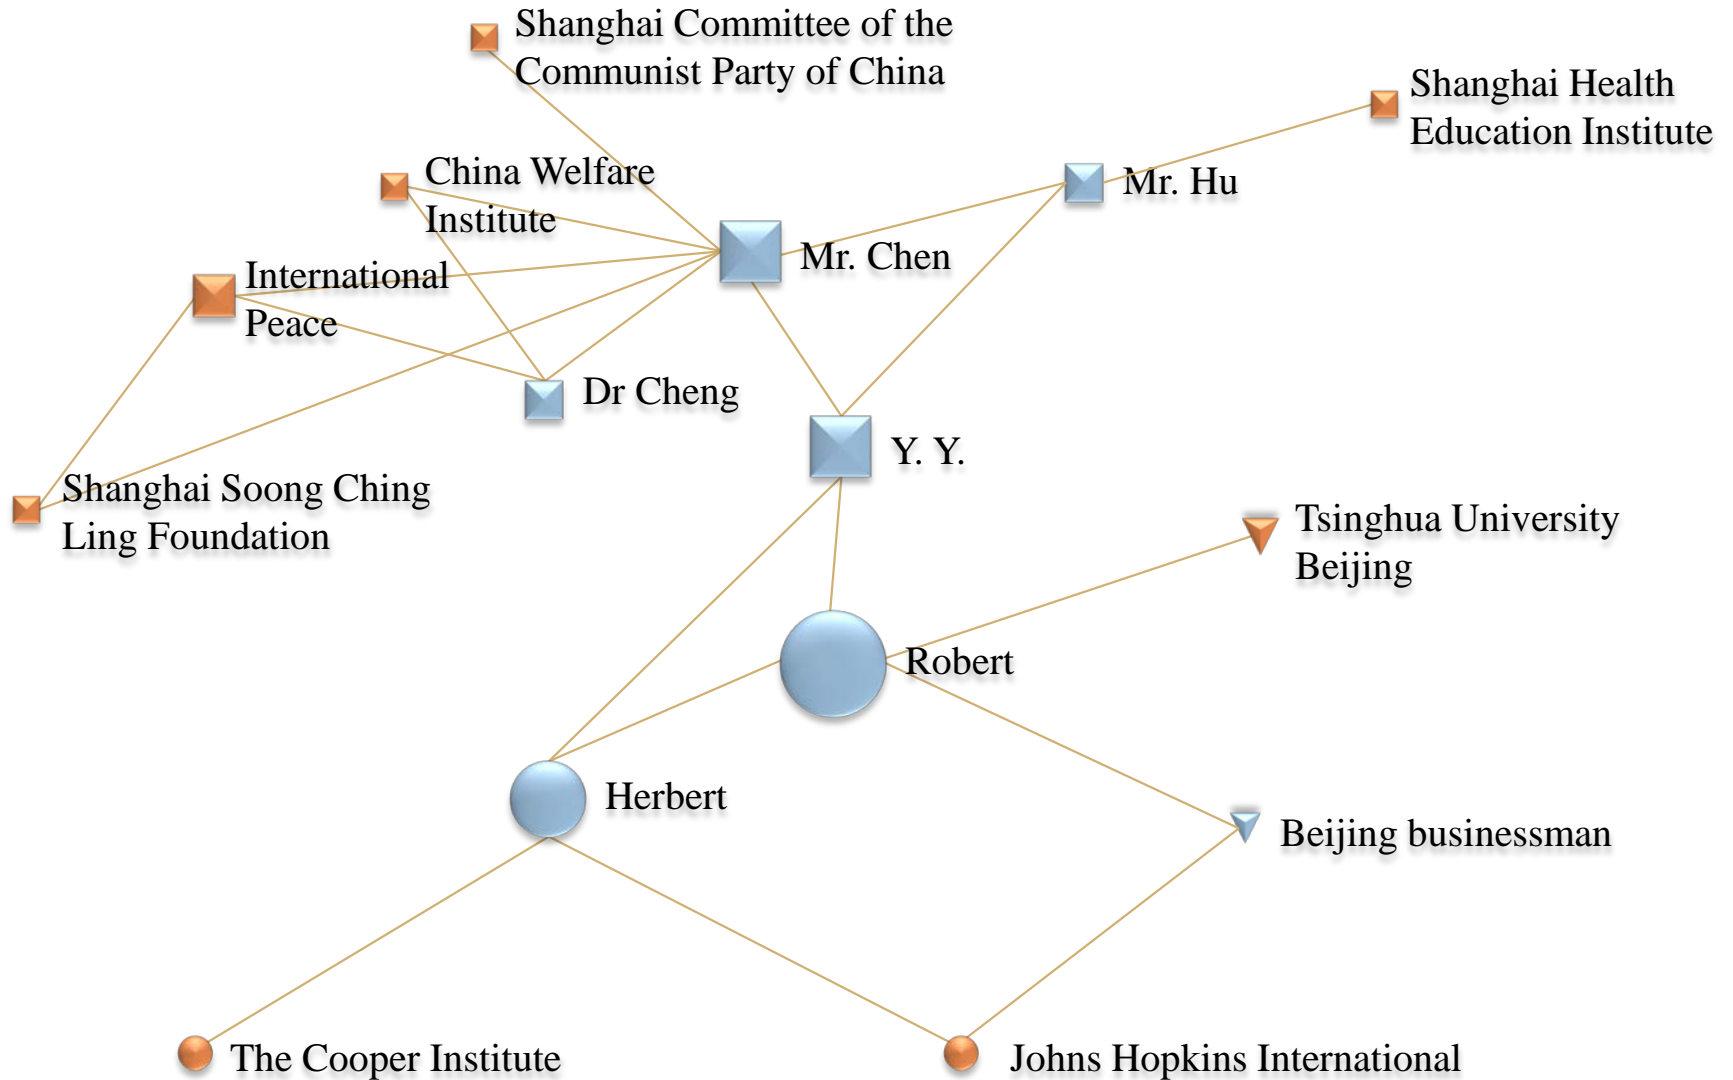 Shanghai Committee of the
Communist Party of China
Shanghai Health
Education Institute
China Welfare
Institute
Mr. Hu
Mr. Chen
International
Peace
Dr Cheng
Y. Y.
Shanghai Soong Ching
Ling Foundation
Tsinghua University
Beijing
Robert
Herbert
Beijing businessman
The Cooper Institute
Johns Hopkins International